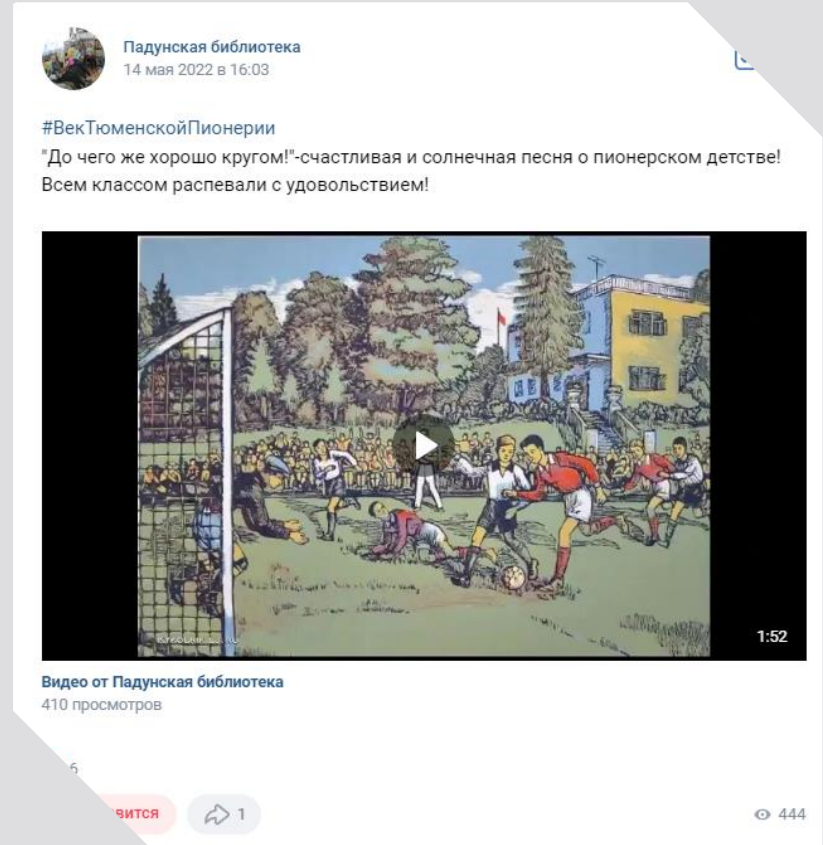 Падунская библиотека
14 мая 2022 в 16:03
#ВекТюменскойПионерии
"До чего же хорошо кругом!"-счастливая и солнечная песня о пионерском детстве!
Всем классом распевали с удовольствием!
1:52
Видео от Падунская библиотека
410 просмотров
6
вится
1
444